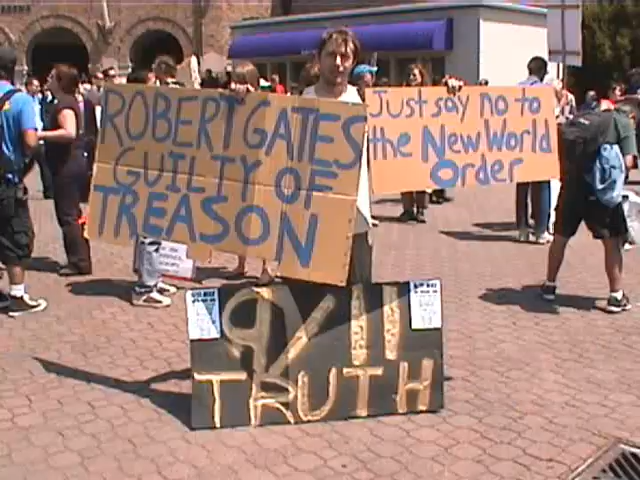 ROBERT GATES
GUILTY OF
TREASON
Just say no to
the New World
Order
9/11
TRUTH